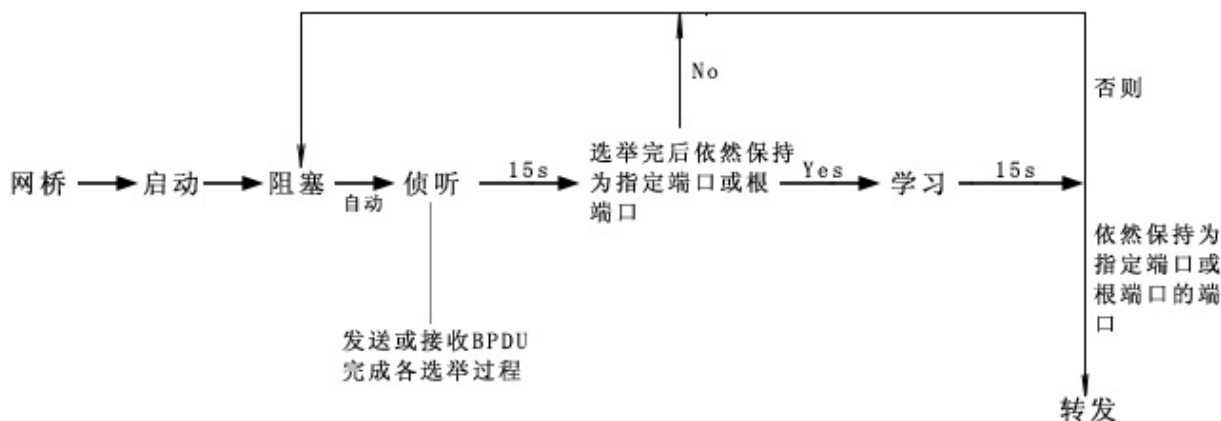 No
否则
网桥
启动
阻塞
自动
侦听
15s
选举完后依然保持
为指定端口或根
端口
Yes
学习
15s
依然保持为
指定端口或
根端口的端
口
发送或接收BPDU
完成各选举过程
转发